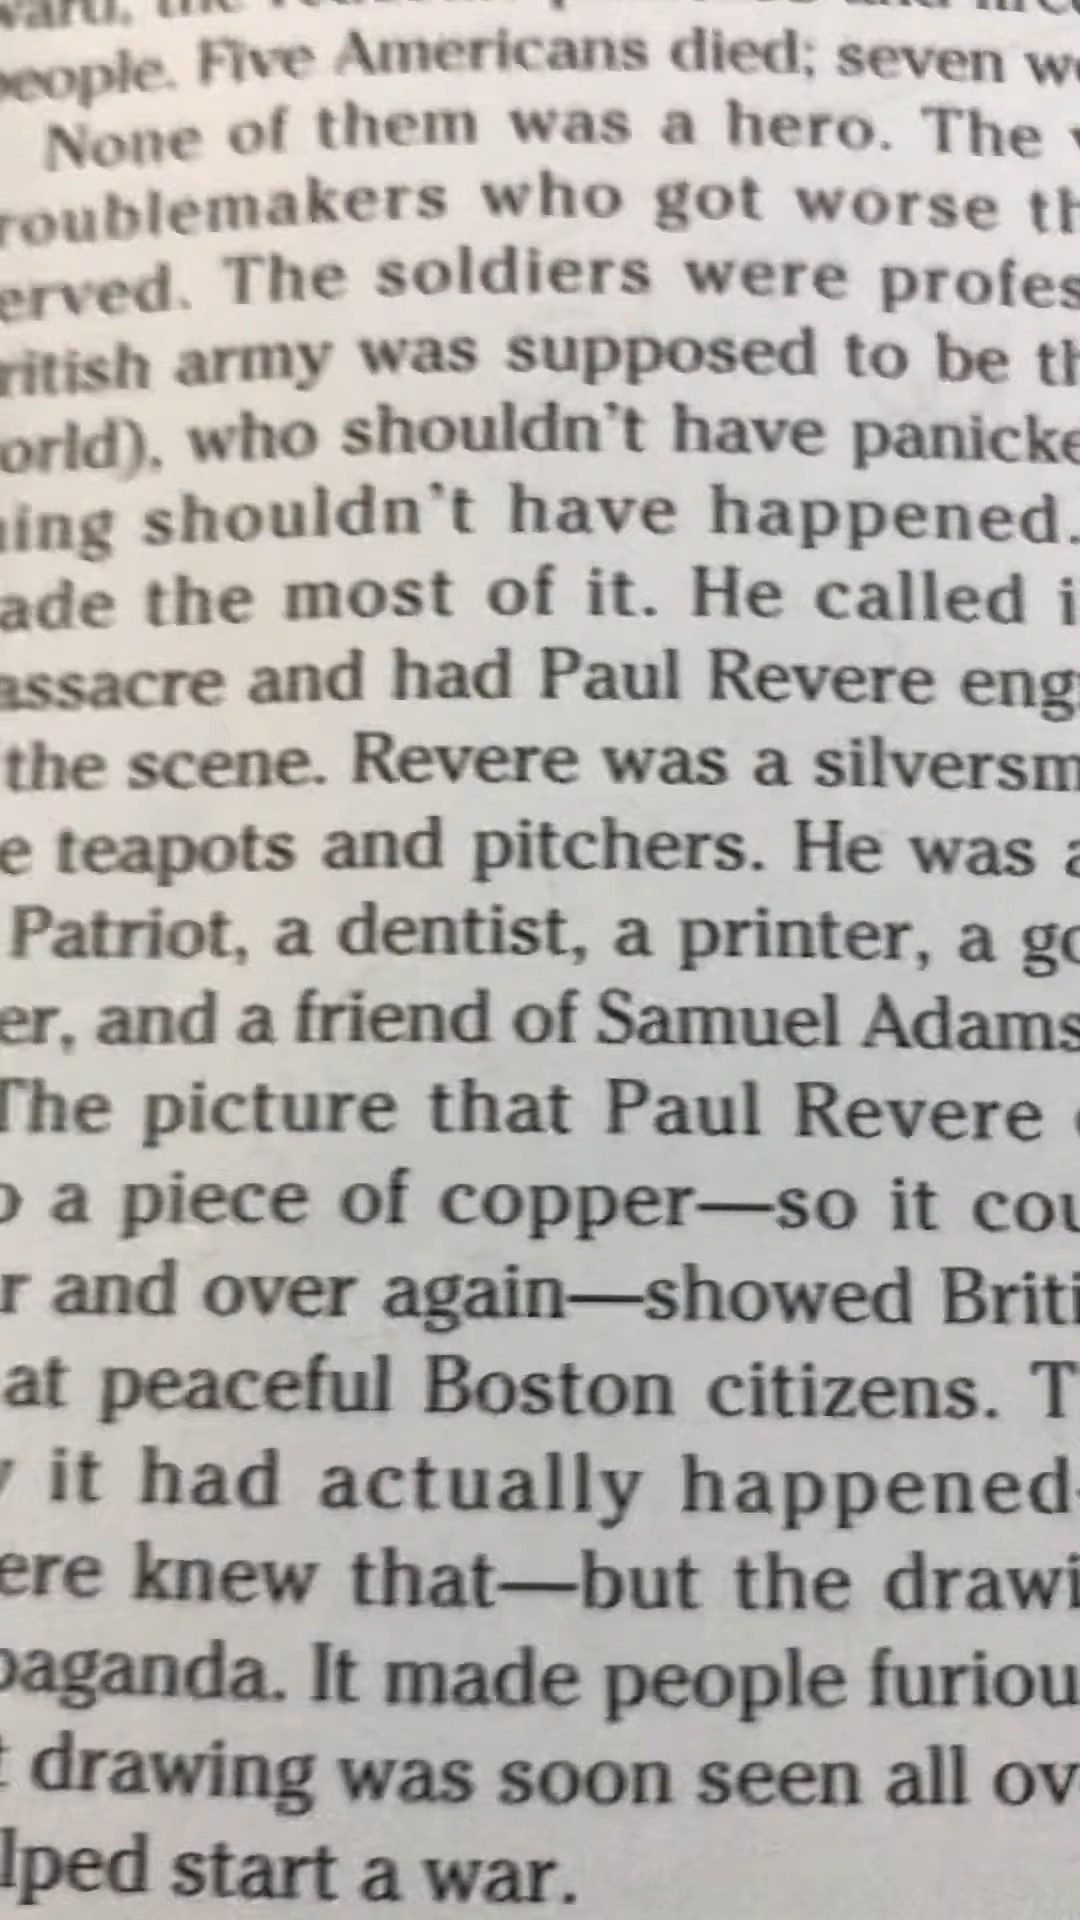 people. Five Americans died; seven
None of them was a hero. The
roublemakers who got worse th
erved. The soldiers were profes
ritish army was supposed to be th
orld), who shouldn't have panicke
ing shouldn't have happened.
ade the most of it. He called i
assacre and had Paul Revere eng
the scene. Revere was a silversm
e teapots and pitchers. He was a
Patriot, a dentist, a printer, a go
er, and a friend of Samuel Adams
The picture that Paul Revere
a piece of copper—so it cou
r and over again—showed Briti
at peaceful Boston citizens. T
it had actually happened
ere knew that—but the drawi
paganda. It made people furiou
t drawing was soon seen all ov
lped start a war.